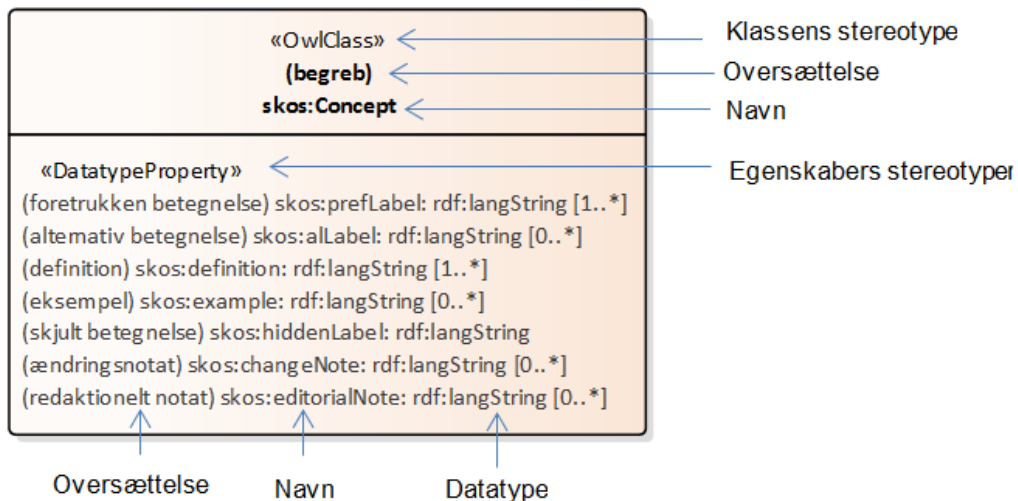 «OwlClass»
Klassens stereotype
(begreb)
Oversættelse
skos:Concept
Navn
«DatatypeProperty»
Egenskabers stereotyper
(foretrukken betegnelse) skos:prefLabel: rdf:langString [1..*]
(alternativ betegnelse) skos:alLabel: rdf:langString [0..*]
(definition) skos:definition: rdf:langString [1..*]
(eksempel) skos:example: rdf:langString [0..*]
(skjult betegnelse) skos:hiddenLabel: rdf:langString
(ændringsnotat) skos:changeNote: rdf:langString [0..*]
(redaktionelt notat) skos:editorialNote: rdf:langString [0..*]
Oversættelse
Navn
Datatype